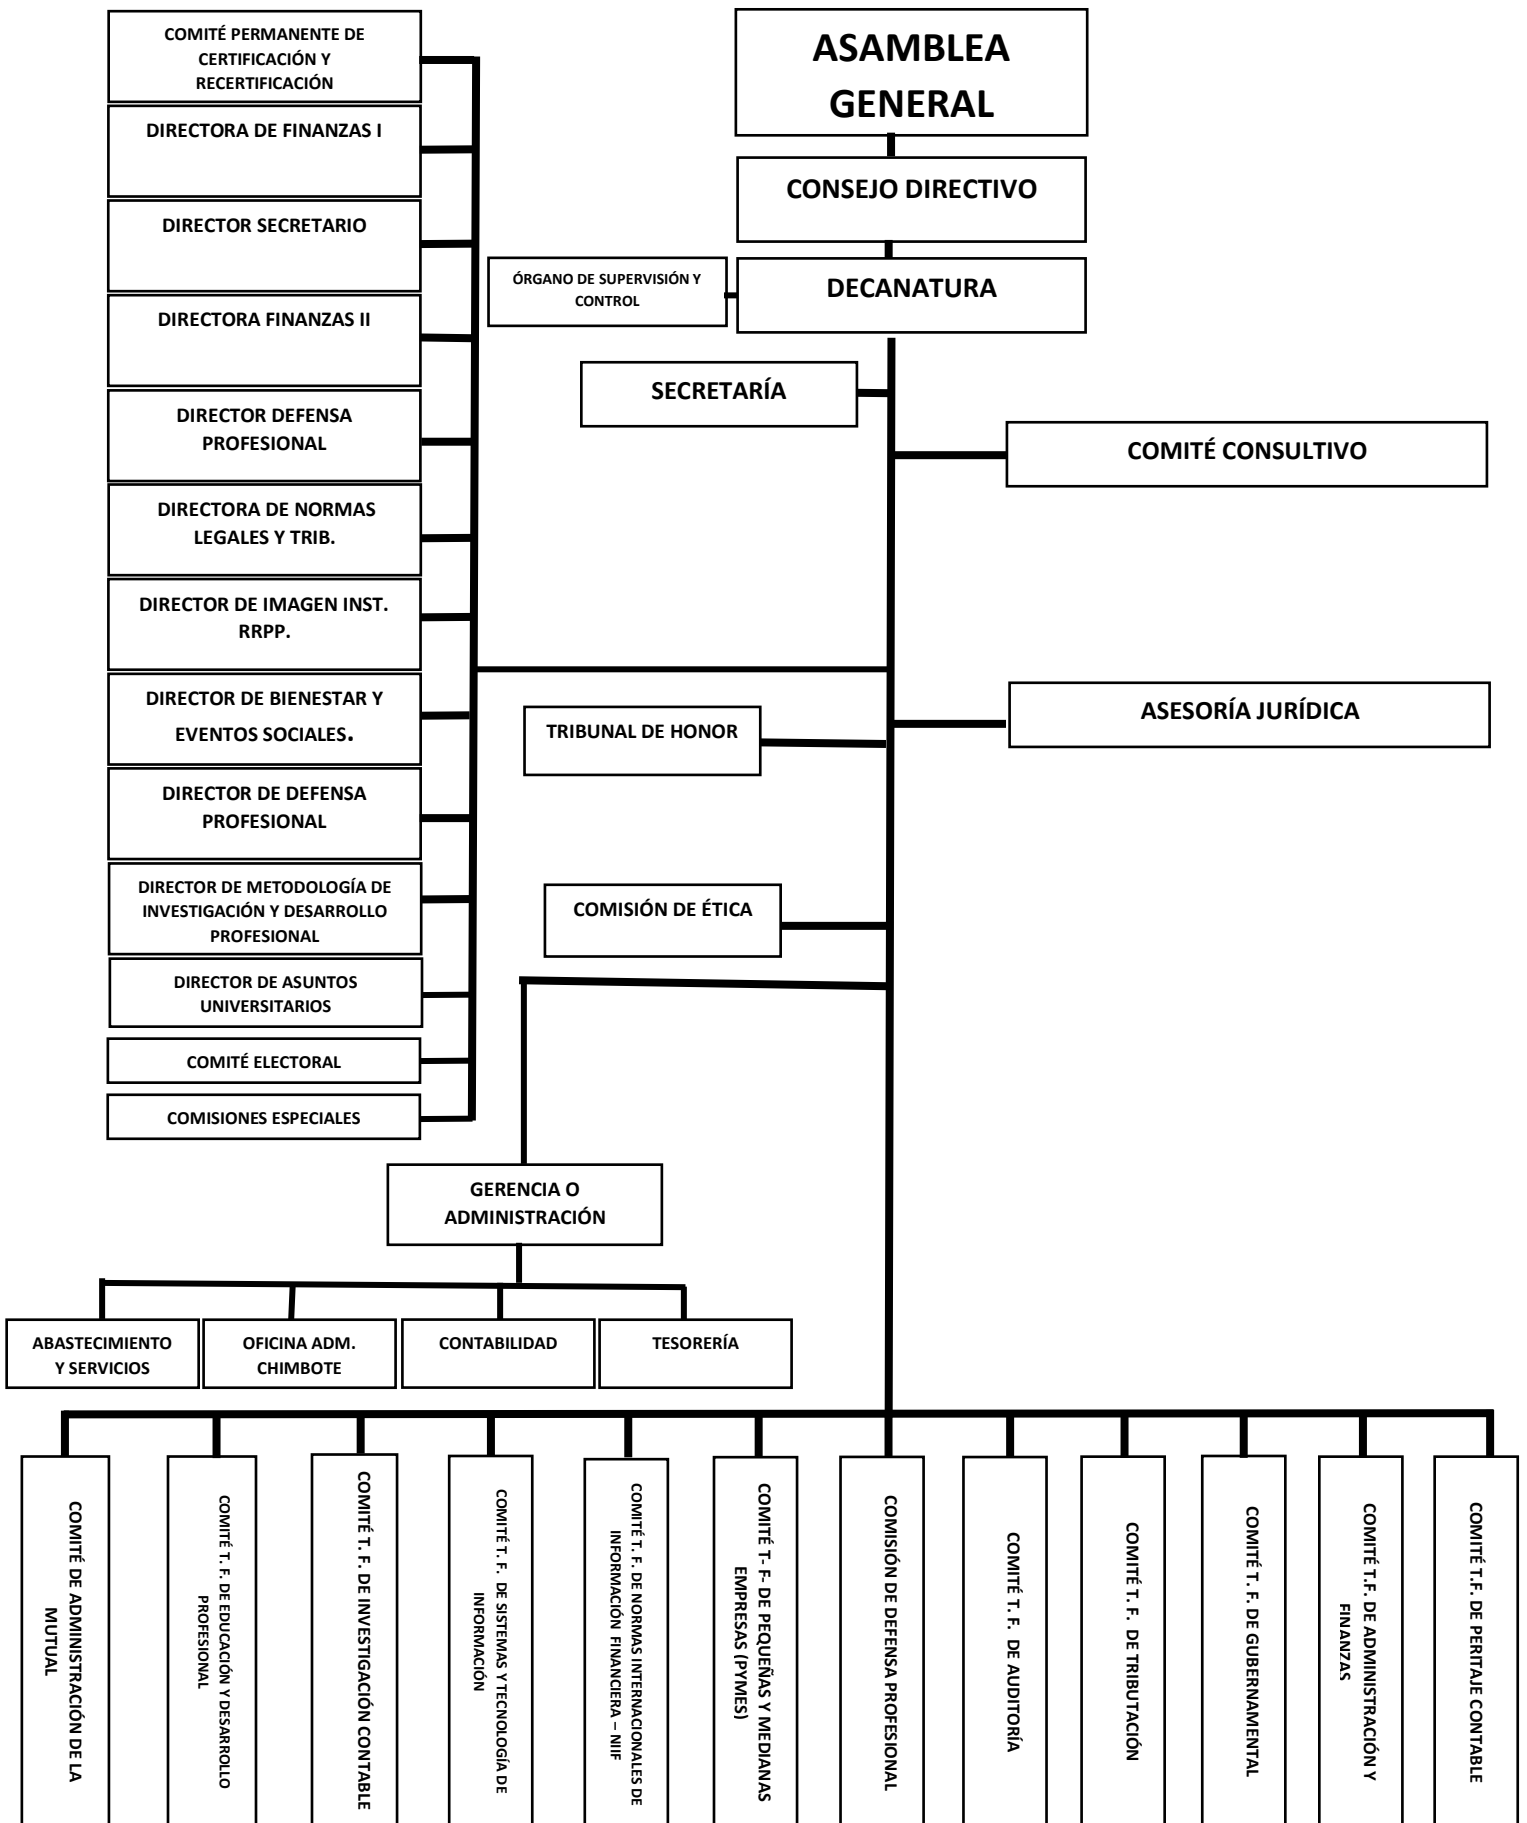 COMITÉ PERMANENTE DE
CERTIFICACIÓN Y
RECERTIFICACIÓN
DIRECTORA DE FINANZAS I
DIRECTOR SECRETARIO
DIRECTORA FINANZAS II
DIRECTOR DEFENSA
PROFESIONAL
DIRECTORA DE NORMAS
LEGALES Y TRIB.
DIRECTOR DE IMAGEN INST.
RRPP.
DIRECTOR DE BIENESTAR Y
EVENTOS SOCIALES.
DIRECTOR DE DEFENSA
PROFESIONAL
DIRECTOR DE METODOLOGÍA DE
INVESTIGACIÓN Y DESARROLLO
PROFESIONAL
DIRECTOR DE ASUNTOS
UNIVERSITARIOS
COMITÉ ELECTORAL
COMISIONES ESPECIALES
ASAMBLEA
GENERAL
CONSEJO DIRECTIVO
ÓRGANO DE SUPERVISIÓN Y
CONTROL
DECANATURA
SECRETARÍA
COMITÉ CONSULTIVO
ASESORÍA JURÍDICA
TRIBUNAL DE HONOR
COMISIÓN DE ÉTICA
GERENCIA O
ADMINISTRACIÓN
ABASTECIMIENTO
Y SERVICIOS
OFICINA ADM.
CHIMBOTE
CONTABILIDAD
TESORERÍA
COMITÉ DE ADMINISTRACIÓN DE LA
MUTUAL
COMITÉ T. F. DE EDUCACIÓN Y DESARROLLO
PROFESIONAL
COMITÉ T. F. DE INVESTIGACIÓN CONTABLE
COMITÉ T. F. DE SISTEMAS Y TECNOLOGÍA DE
INFORMACIÓN
COMITÉ T. F. DE NORMAS INTERNACIONALES DE
INFORMACIÓN FINANCIERA – NIIF
COMITÉ T- F- DE PEQUEÑAS Y MEDIANAS
EMPRESAS (PYMES)
COMISIÓN DE DEFENSA PROFESIONAL
COMITÉ T. F. DE AUDITORÍA
COMITÉ T. F. DE TRIBUTACIÓN
COMITÉ T. F. DE GUBERNAMENTAL
COMITÉ T.F. DE ADMINISTRACIÓN Y
FINANZAS
COMITÉ T.F. DE PERITAJE CONTABLE